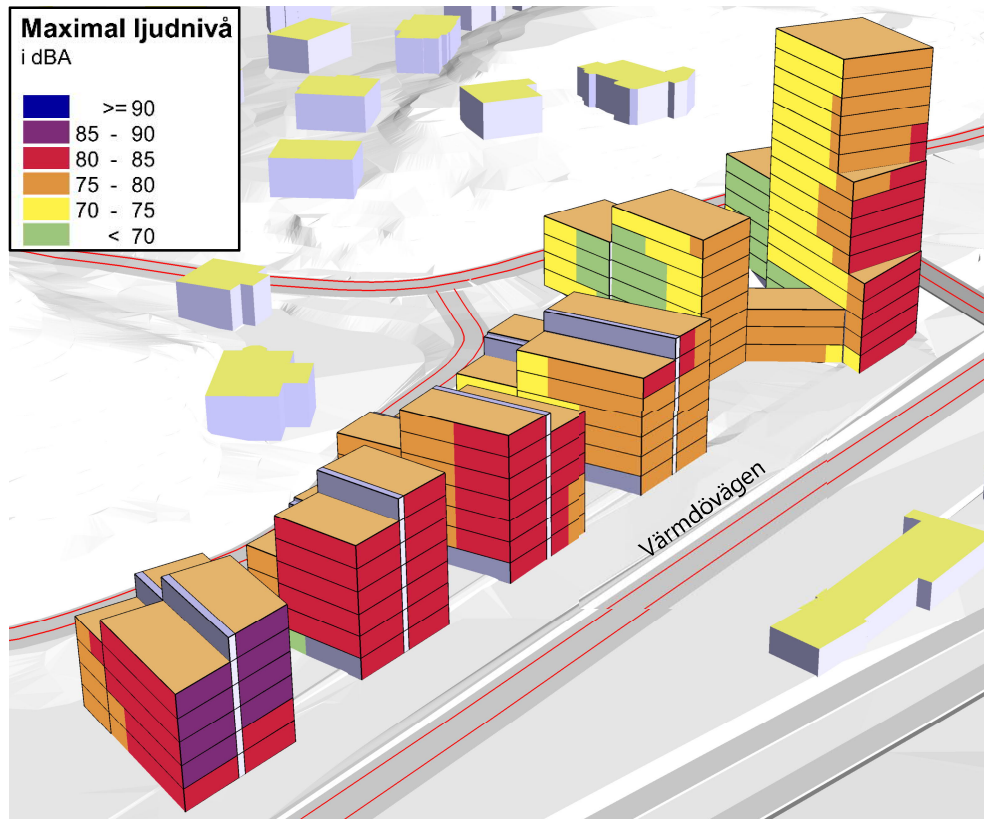 Maximal ljudnivå
i dBA
>= 90
85 - 90
80 - 85
75 - 80
70 - 75
< 70
Värmdövägen